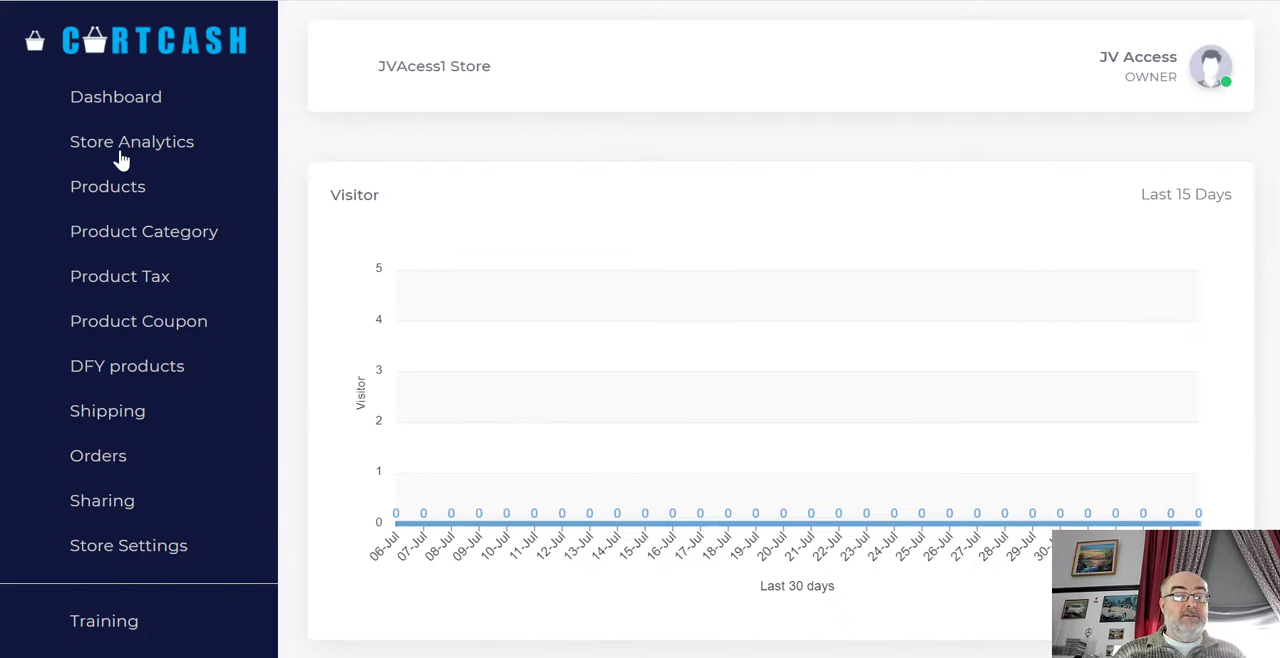 CARTCASH
Dashboard
Store Analytics
Products
Product Category
Product Tax
Product Coupon
DFY products
Shipping
Orders
Sharing
Store Settings
Training
JVAcess1 Store
JV Access
OWNER
Visitor
Last 15 Days
5
4
3
2
1
0
Visitor
0 0 0 0 0 0 0 0 0 0 0 0 0 0 0 0 0 0 0 0 0 0 0 0 0 0 0 0 0 0
06-Jul 07-Jul 08-Jul 09-Jul 10-Jul 11-Jul 12-Jul 13-Jul 14-Jul 15-Jul 16-Jul 17-Jul 18-Jul 19-Jul 20-Jul 21-Jul 22-Jul 23-Jul 24-Jul 25-Jul 26-Jul 27-Jul 28-Jul 29-Jul 30-
Last 30 days